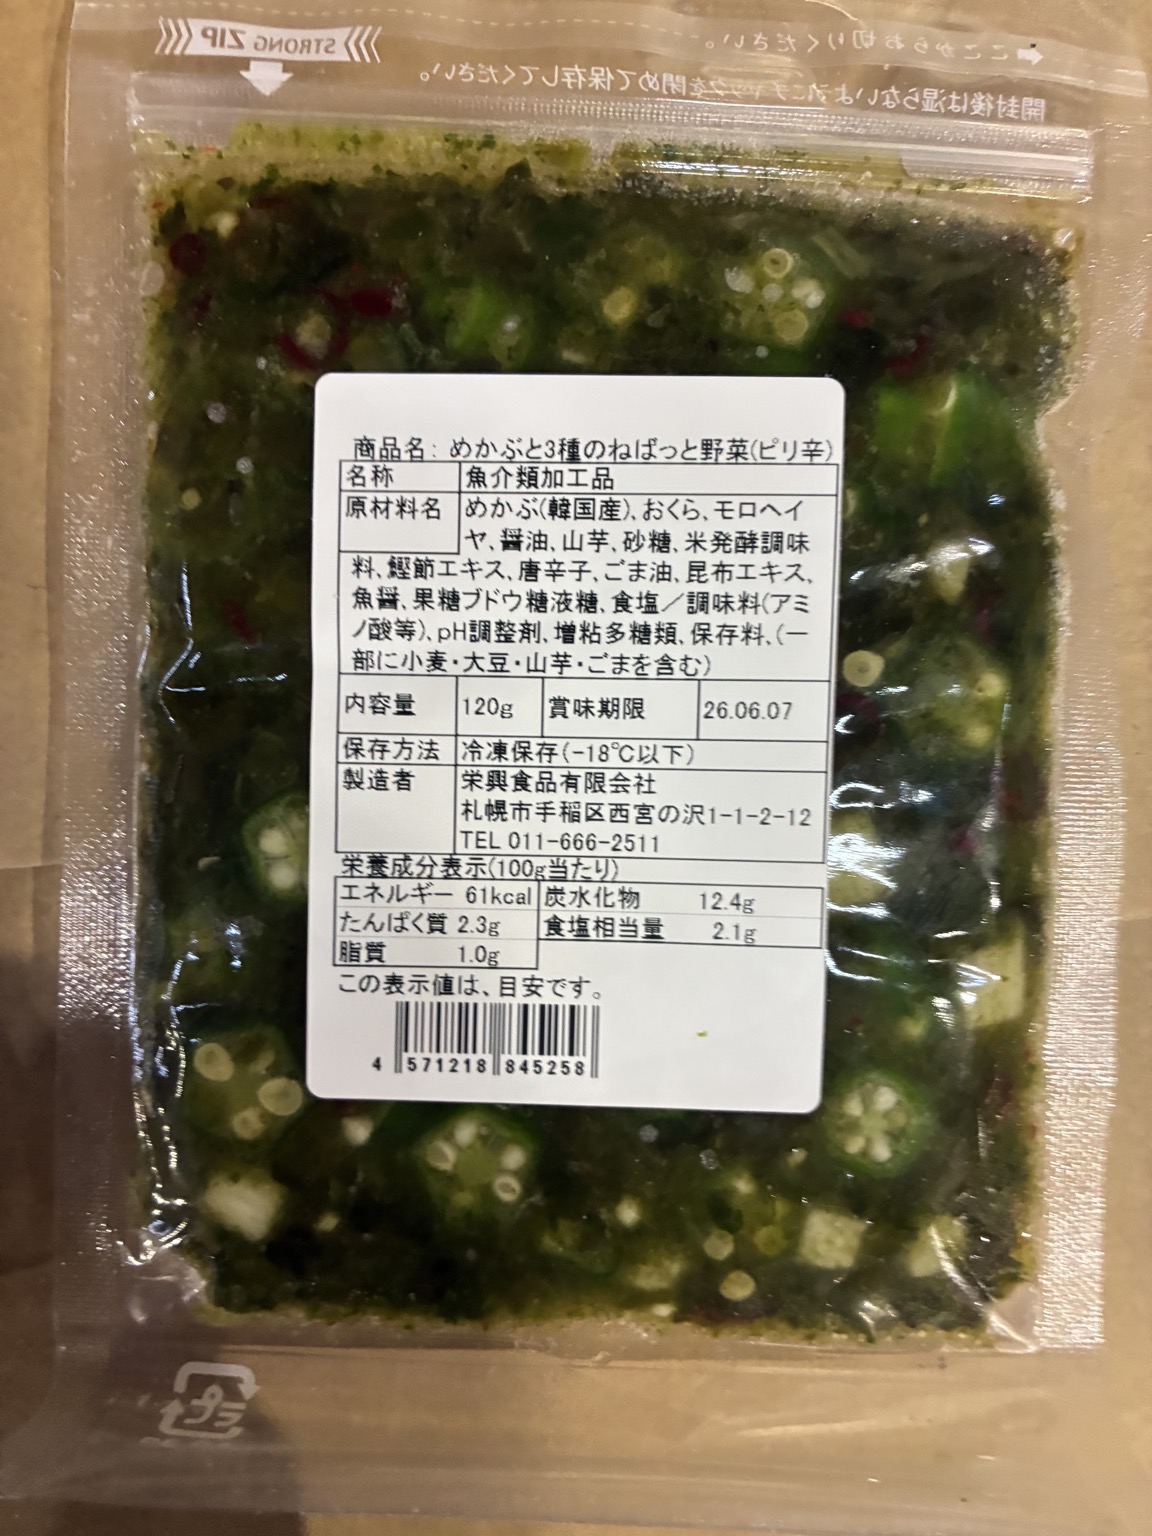 STRONG ZIP
ここからお切りください。
開封後は湿らないようにチャックを閉めて保存してください。
商品名：めかぶと3種のねばっと野菜(ピリ辛)
名称 魚介類加工品
原材料名 めかぶ(韓国産)、おくら、モロヘイ
ヤ、醤油、山芋、砂糖、米発酵調味
料、鰹節エキス、唐辛子、ごま油、昆布エキス、
魚醤、果糖ブドウ糖液糖、食塩／調味料(アミ
ノ酸等)、pH調整剤、増粘多糖類、保存料、(一
部に小麦・大豆・山芋・ごまを含む)
内容量 120g 賞味期限 26.06.07
保存方法 冷凍保存(-18℃以下)
製造者 栄興食品有限会社
札幌市手稲区西宮の沢1-1-2-12
TEL 011-666-2511
栄養成分表示(100g当たり)
エネルギー 61kcal 炭水化物 12.4g
たんぱく質 2.3g 食塩相当量 2.1g
脂質 1.0g
この表示値は、目安です。
4 571218 845258
プラ